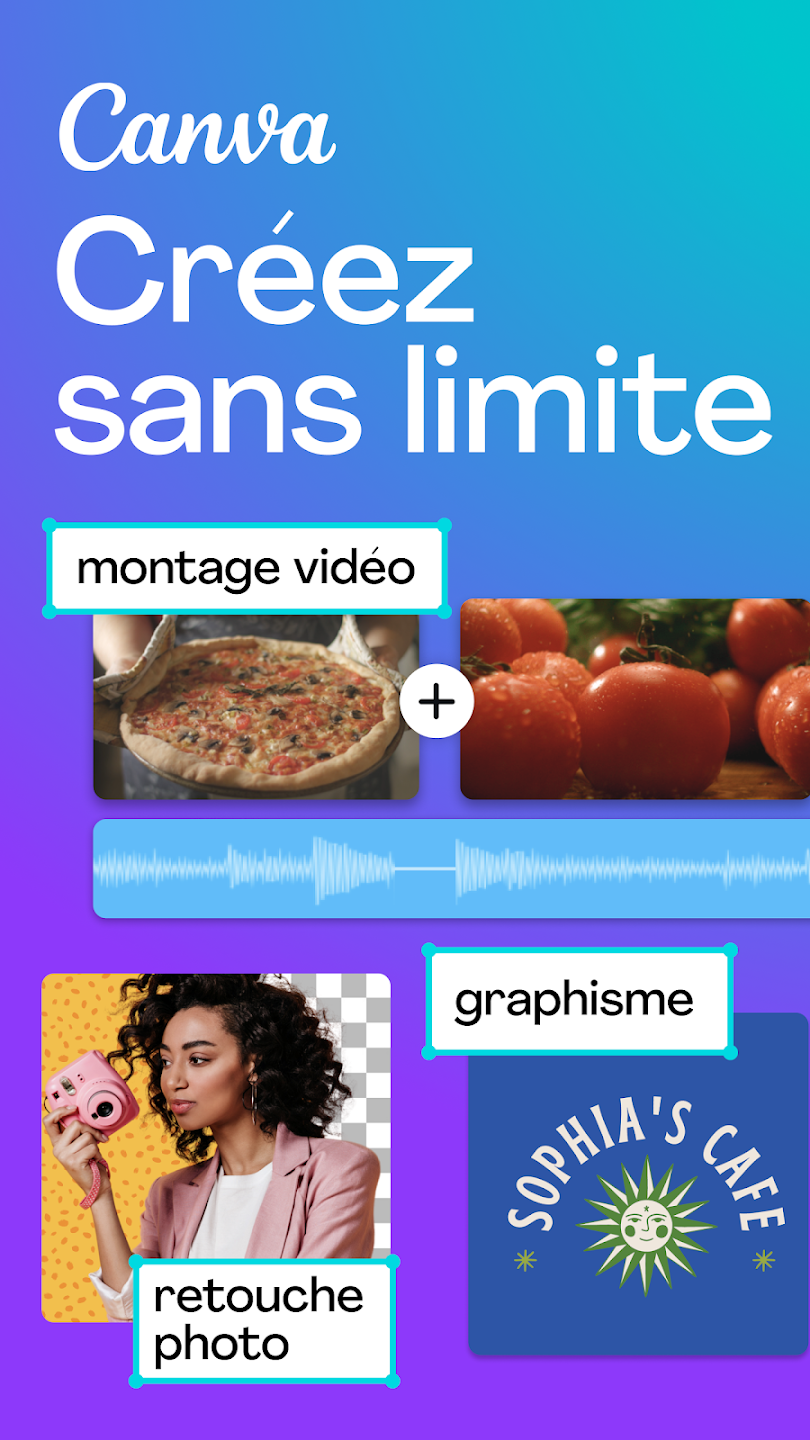 Canva
Créez
sans limite
montage vidéo
graphisme
SOPHIA'S CAFE
retouche
photo